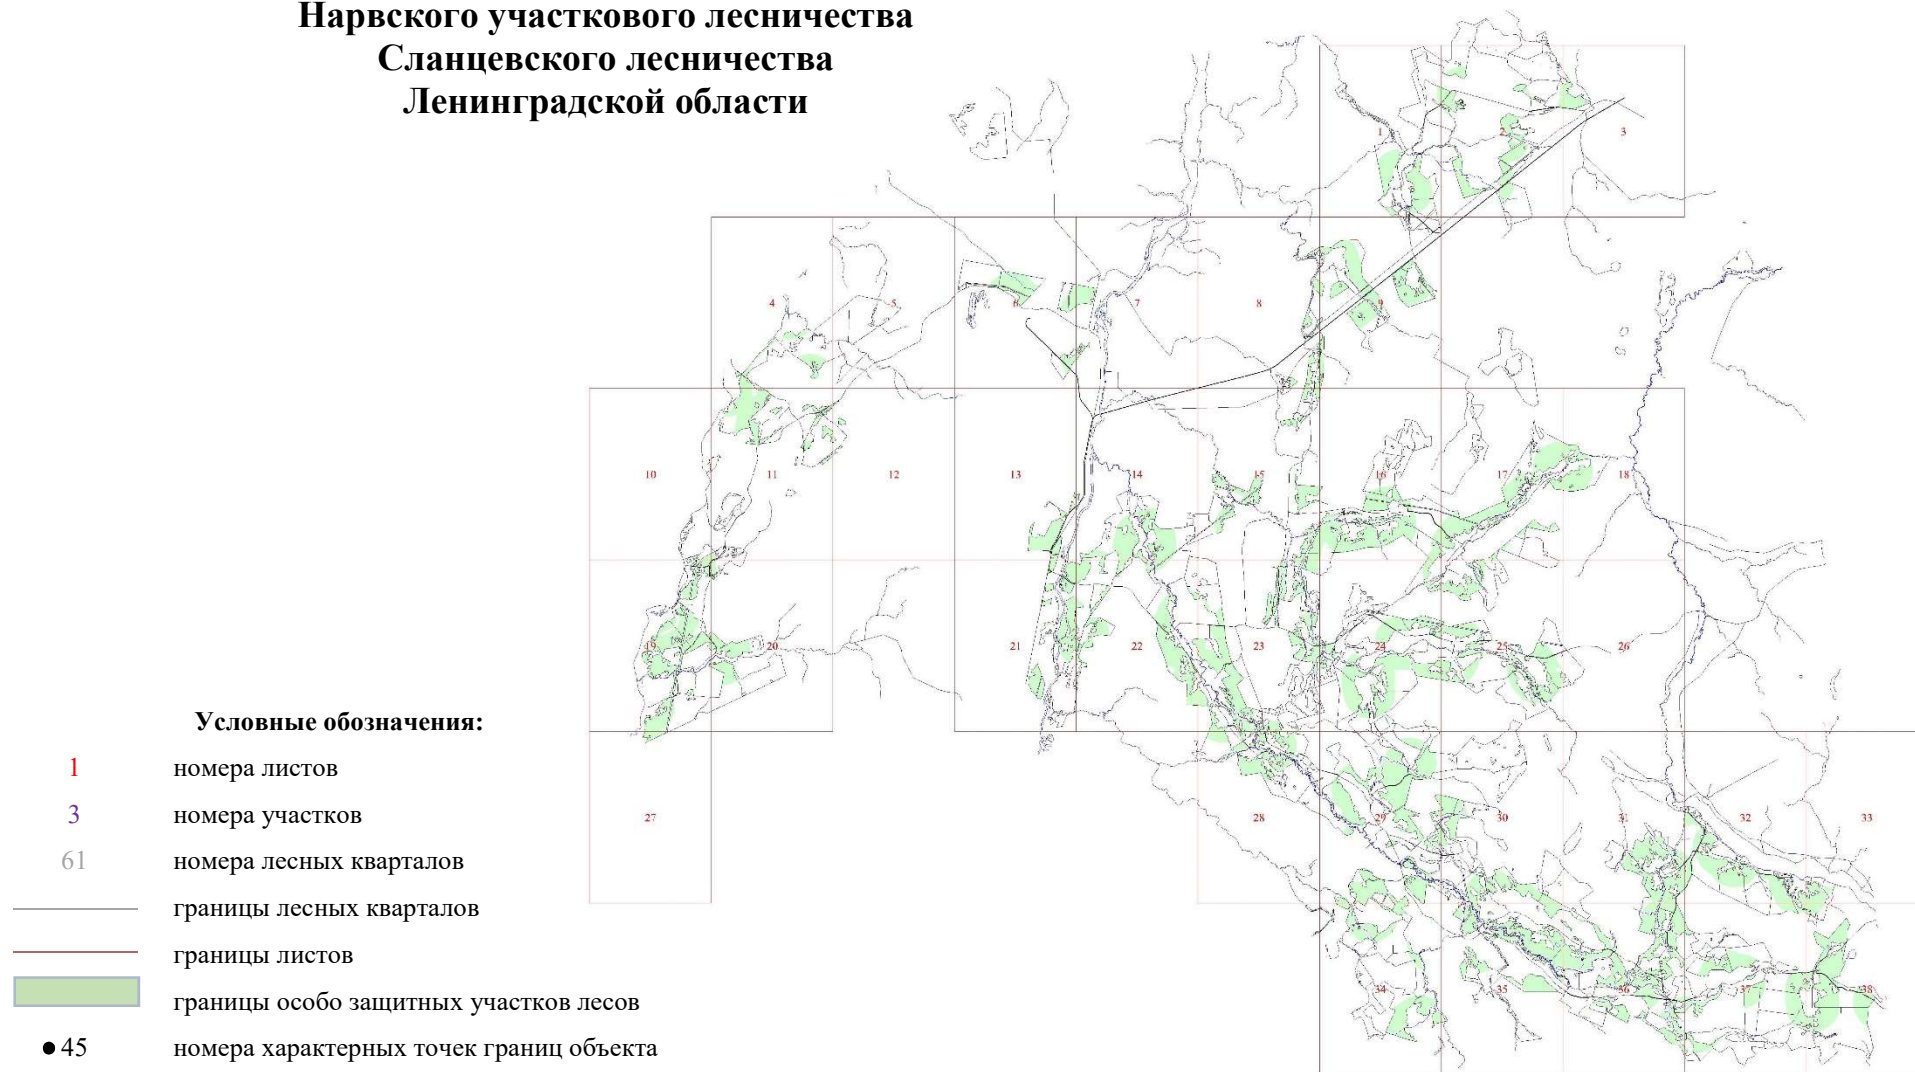 Нарвского участкового лесничества
Сланцевского лесничества
Ленинградской области
1 2 3
4 5 6 7 8 9
10 11 12 13 14 15 16 17 18
19 20 21 22 23 24 25 26
27 28 29 30 31 32 33
34 35 36 37 38
Условные обозначения:
1 номера листов
3 номера участков
61 номера лесных кварталов
границы лесных кварталов
границы листов
границы особо защитных участков лесов
45 номера характерных точек границ объекта